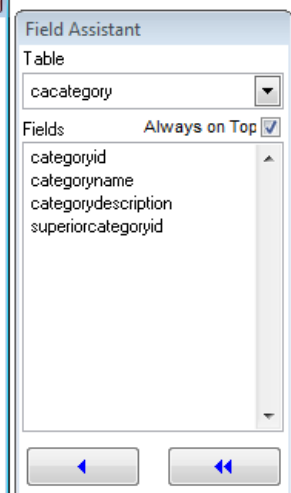 Field Assistant
Table
cacategory
Fields Always on Top
categoryid
categoryname
categorydescription
superiorcategoryid